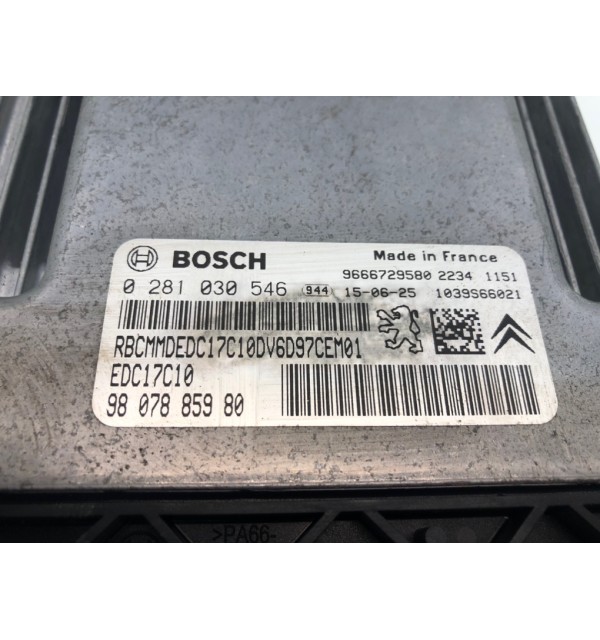 BOSCH
Made in France
9666729580 2234 1151
0 281 030 546 944 15-06-25 1039S66021
RBCMMDEDC17C10DV6D97CEM01
EDC17C10
98 078 859 80
>PA66-